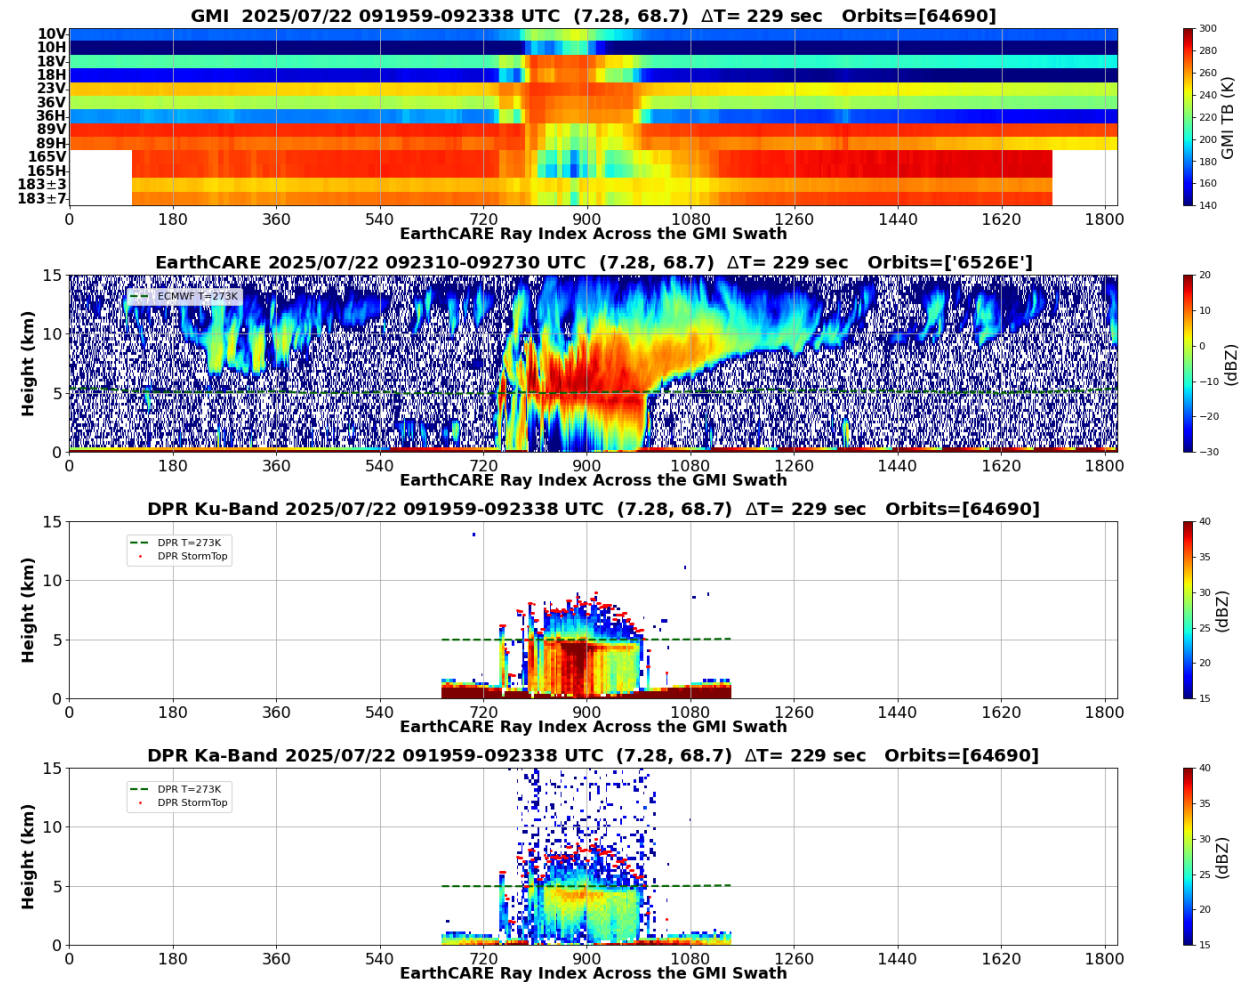 GMI  2025/07/22 091959-092338 UTC  (7.28, 68.7)  ΔT= 229 sec   Orbits=[64690]
10V
10H
18V
18H
23V
36V
36H
89V
89H
165V
165H
183±3
183±7
0 180 360 540 720 900 1080 1260 1440 1620 1800
EarthCARE Ray Index Across the GMI Swath
300
280
260
240
220
200
180
160
140
GMI TB (K)
EarthCARE 2025/07/22 092310-092730 UTC  (7.28, 68.7)  ΔT= 229 sec   Orbits=['6526E']
ECMWF T=273K
Height (km)
15
10
5
0
0 180 360 540 720 900 1080 1260 1440 1620 1800
EarthCARE Ray Index Across the GMI Swath
20
10
0
−10
−20
−30
(dBZ)
DPR Ku-Band 2025/07/22 091959-092338 UTC  (7.28, 68.7)  ΔT= 229 sec   Orbits=[64690]
DPR T=273K
DPR StormTop
Height (km)
15
10
5
0
0 180 360 540 720 900 1080 1260 1440 1620 1800
EarthCARE Ray Index Across the GMI Swath
40
35
30
25
20
15
(dBZ)
DPR Ka-Band 2025/07/22 091959-092338 UTC  (7.28, 68.7)  ΔT= 229 sec   Orbits=[64690]
DPR T=273K
DPR StormTop
Height (km)
15
10
5
0
0 180 360 540 720 900 1080 1260 1440 1620 1800
EarthCARE Ray Index Across the GMI Swath
40
35
30
25
20
15
(dBZ)